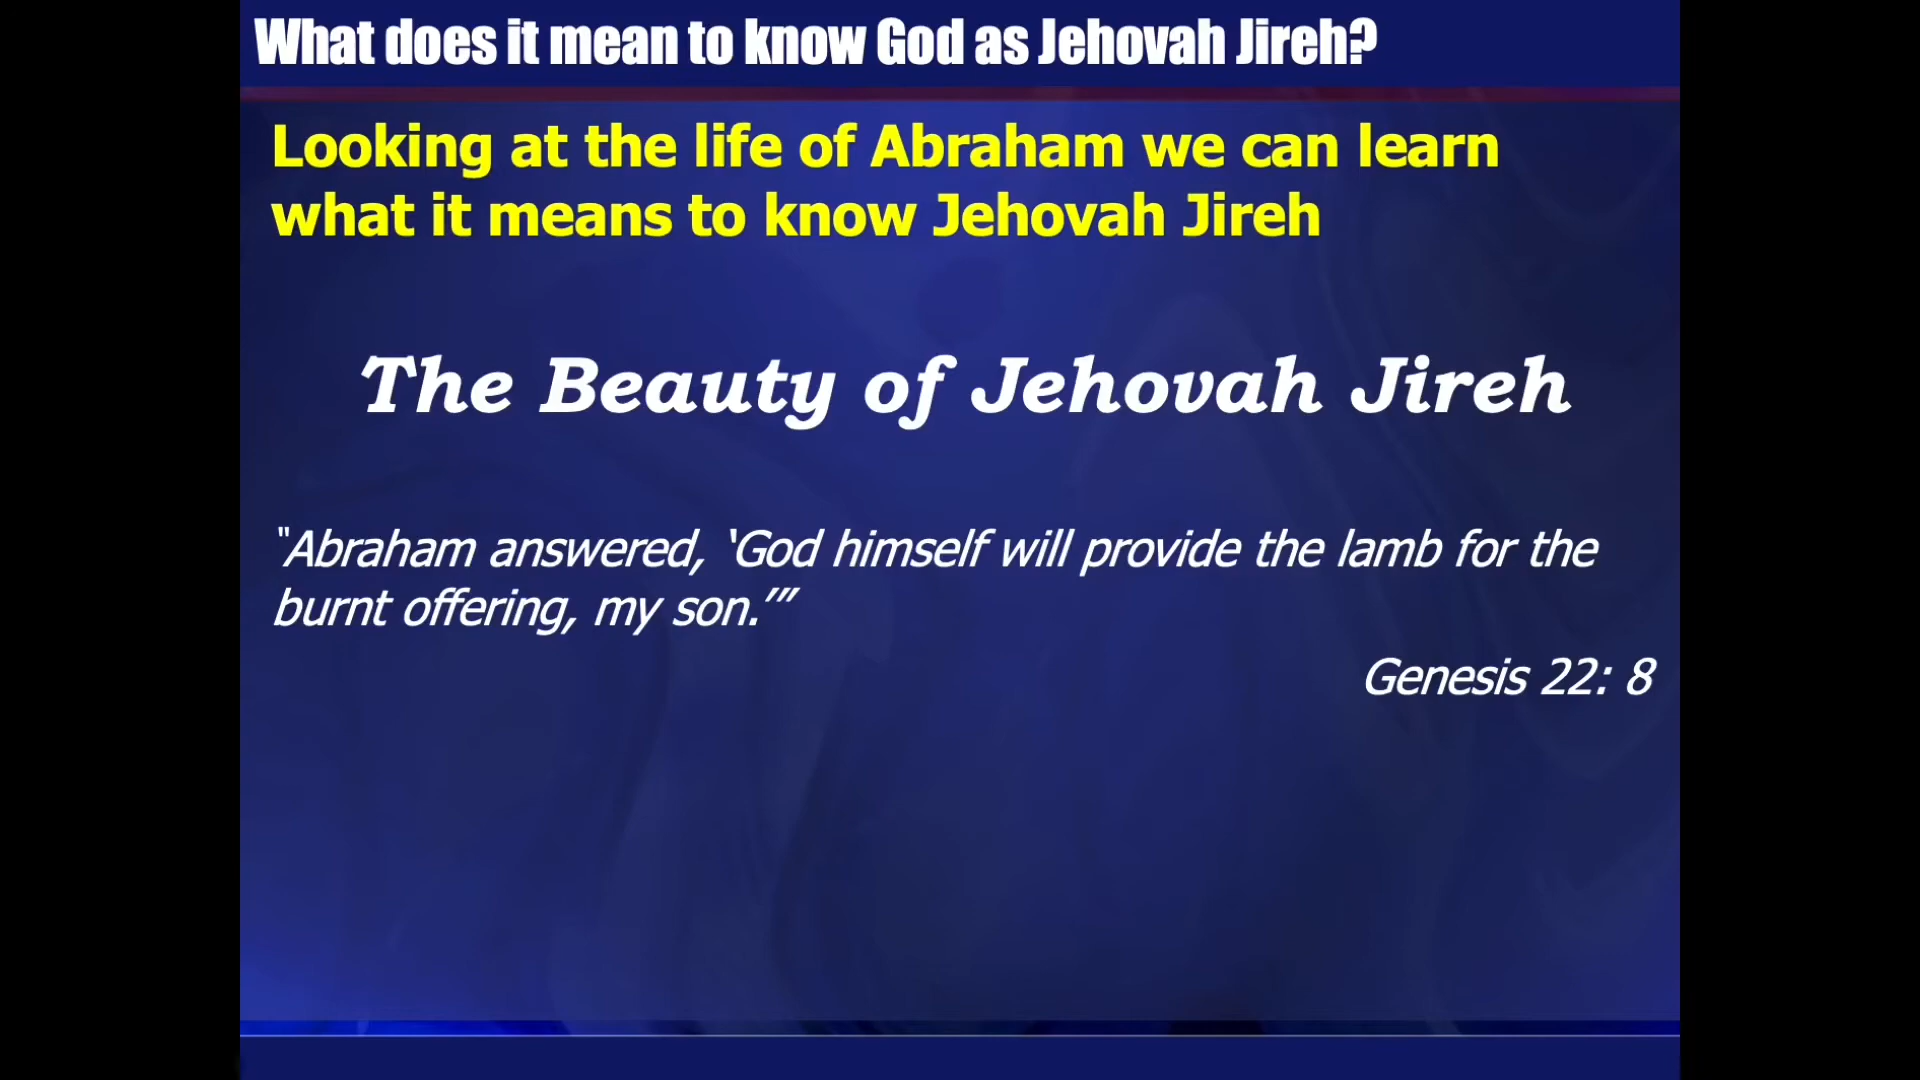 What does it mean to know God as Jehovah Jireh?
Looking at the life of Abraham we can learn
what it means to know Jehovah Jireh
The Beauty of Jehovah Jireh
“Abraham answered, ‘God himself will provide the lamb for the
burnt offering, my son.’”
Genesis 22: 8